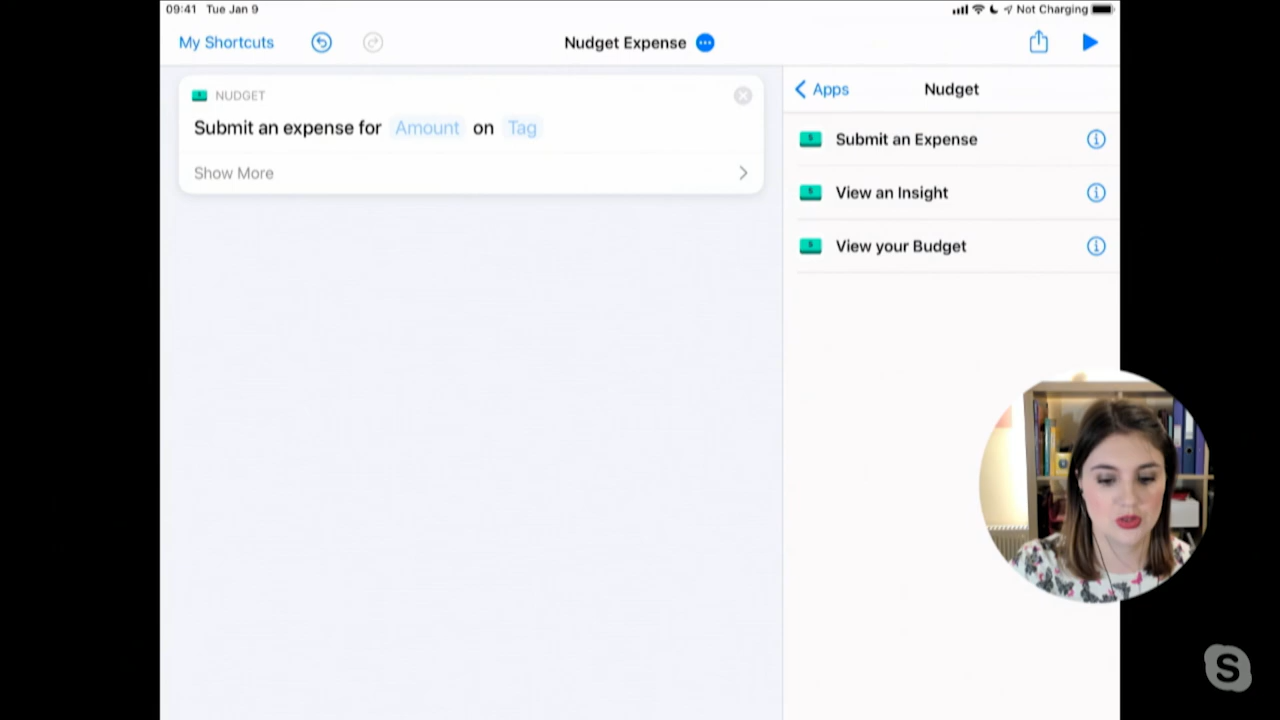 09:41 Tue Jan 9
Not Charging
My Shortcuts
Nudget Expense
NUDGET
Submit an expense for Amount on Tag
Show More
Apps
Nudget
Submit an Expense
View an Insight
View your Budget
S